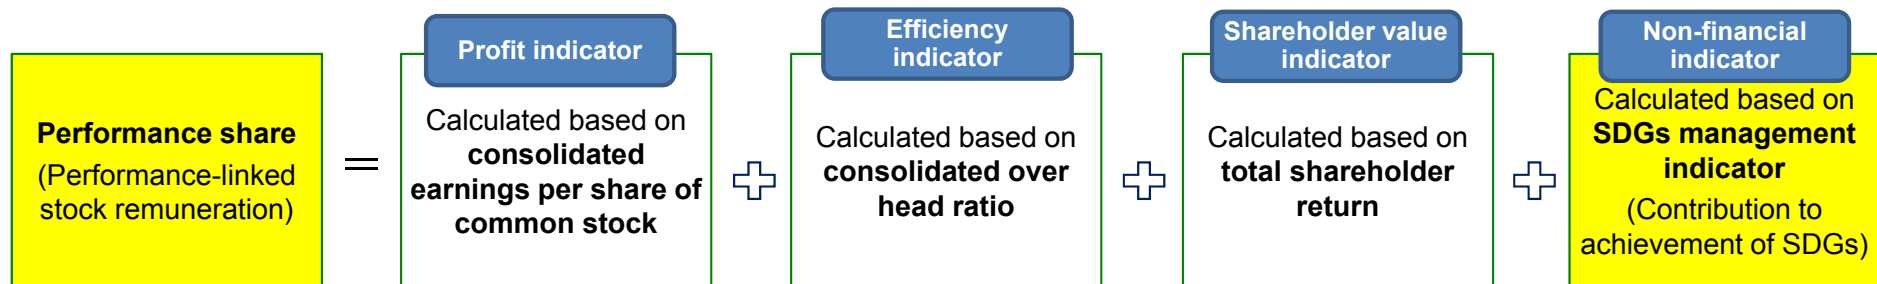 Performance share
(Performance-linked
stock remuneration)
=
Profit indicator
Calculated based on
consolidated
earnings per share of
common stock
Efficiency
indicator
Calculated based on
consolidated over
head ratio
Shareholder value
indicator
Calculated based on
total shareholder
return
Non-financial
indicator
Calculated based on
SDGs management
indicator
(Contribution to
achievement of SDGs)